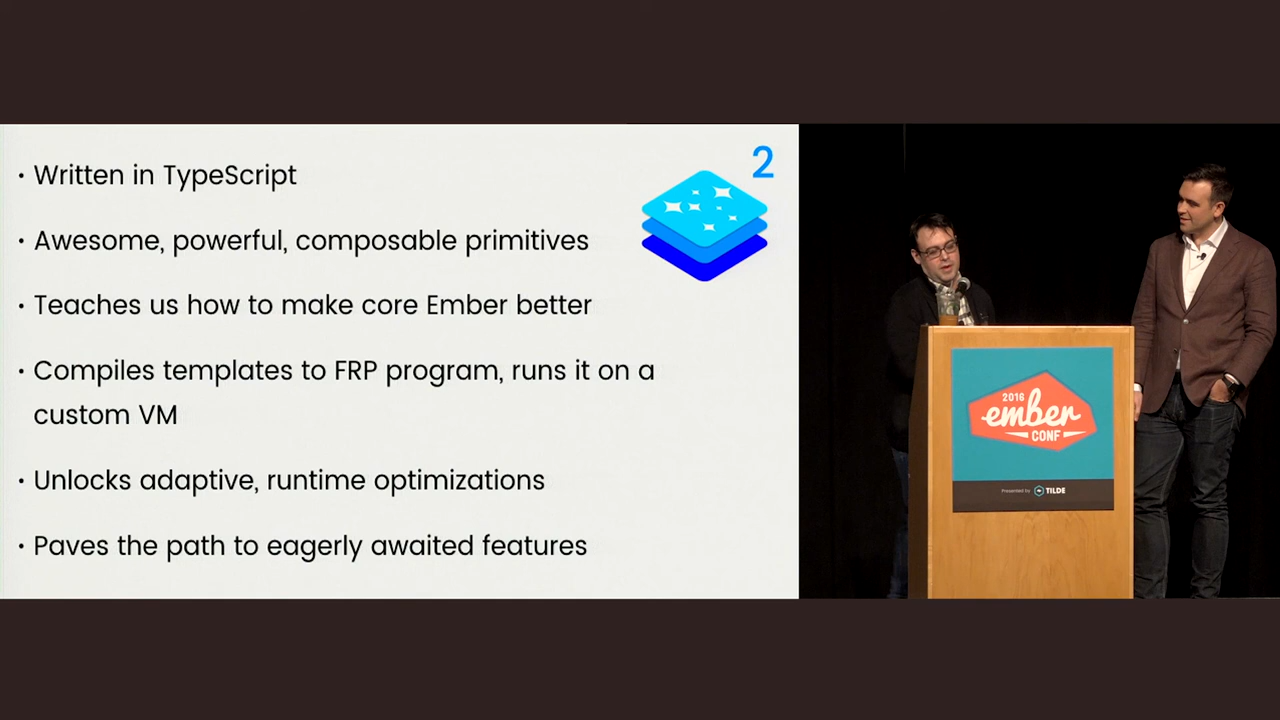 · Written in TypeScript
· Awesome, powerful, composable primitives
· Teaches us how to make core Ember better
· Compiles templates to FRP program, runs it on a
custom VM
· Unlocks adaptive, runtime optimizations
· Paves the path to eagerly awaited features
2
2016
ember
CONF
Presented by TILDE